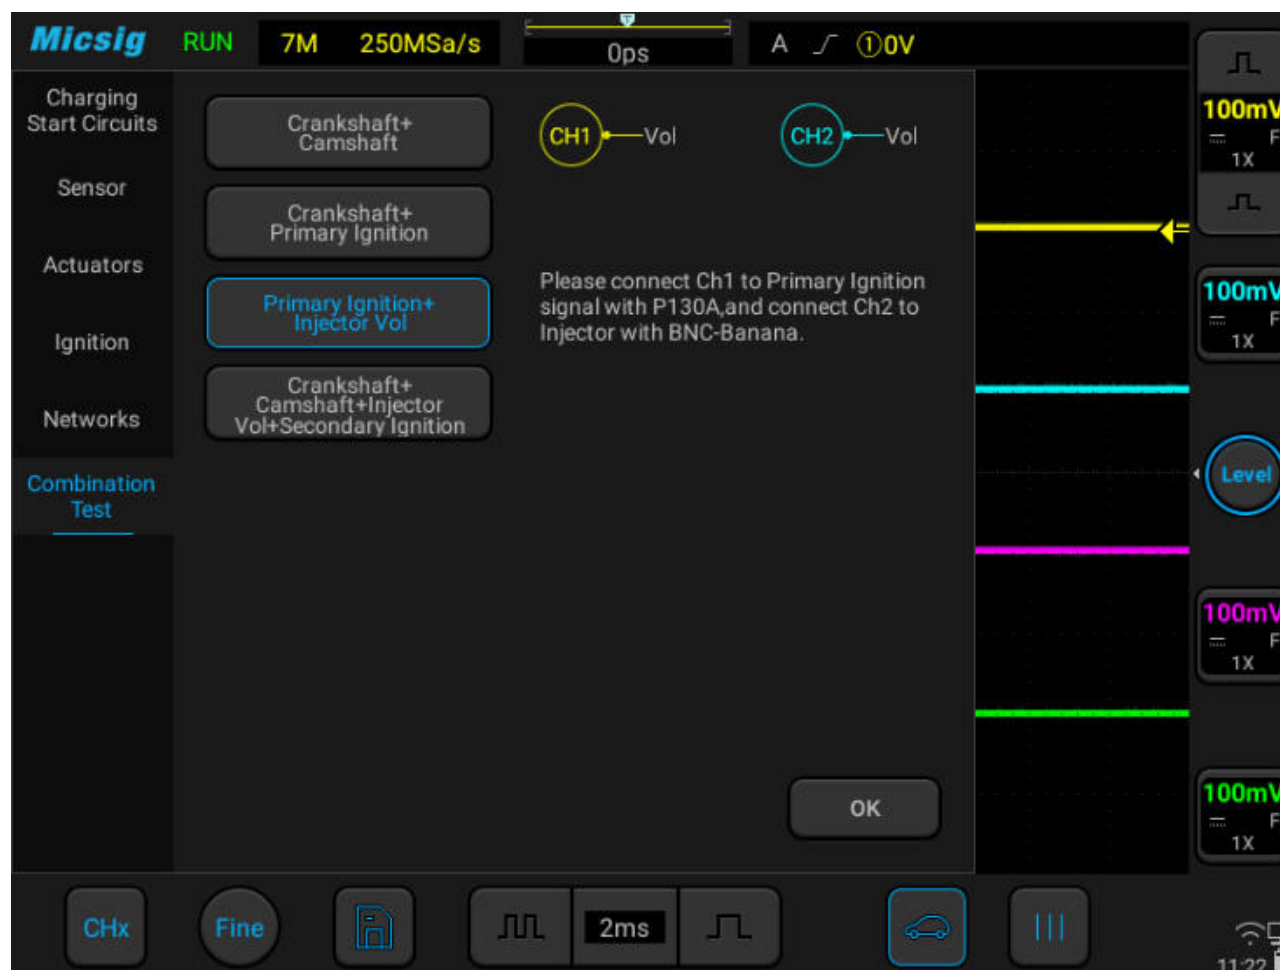 Micsig RUN 7M 250MSa/s 0ps A ①0V
Charging
Start Circuits
Sensor
Actuators
Ignition
Networks
Combination
Test
Crankshaft+
Camshaft
Crankshaft+
Primary Ignition
Primary Ignition+
Injector Vol
Crankshaft+
Camshaft+Injector
Vol+Secondary Ignition
CH1 Vol CH2 Vol
Please connect Ch1 to Primary Ignition
signal with P130A,and connect Ch2 to
Injector with BNC-Banana.
OK
100mV
F
1X
100mV
F
1X
Level
100mV
F
1X
100mV
F
1X
CHx Fine 2ms
11:22